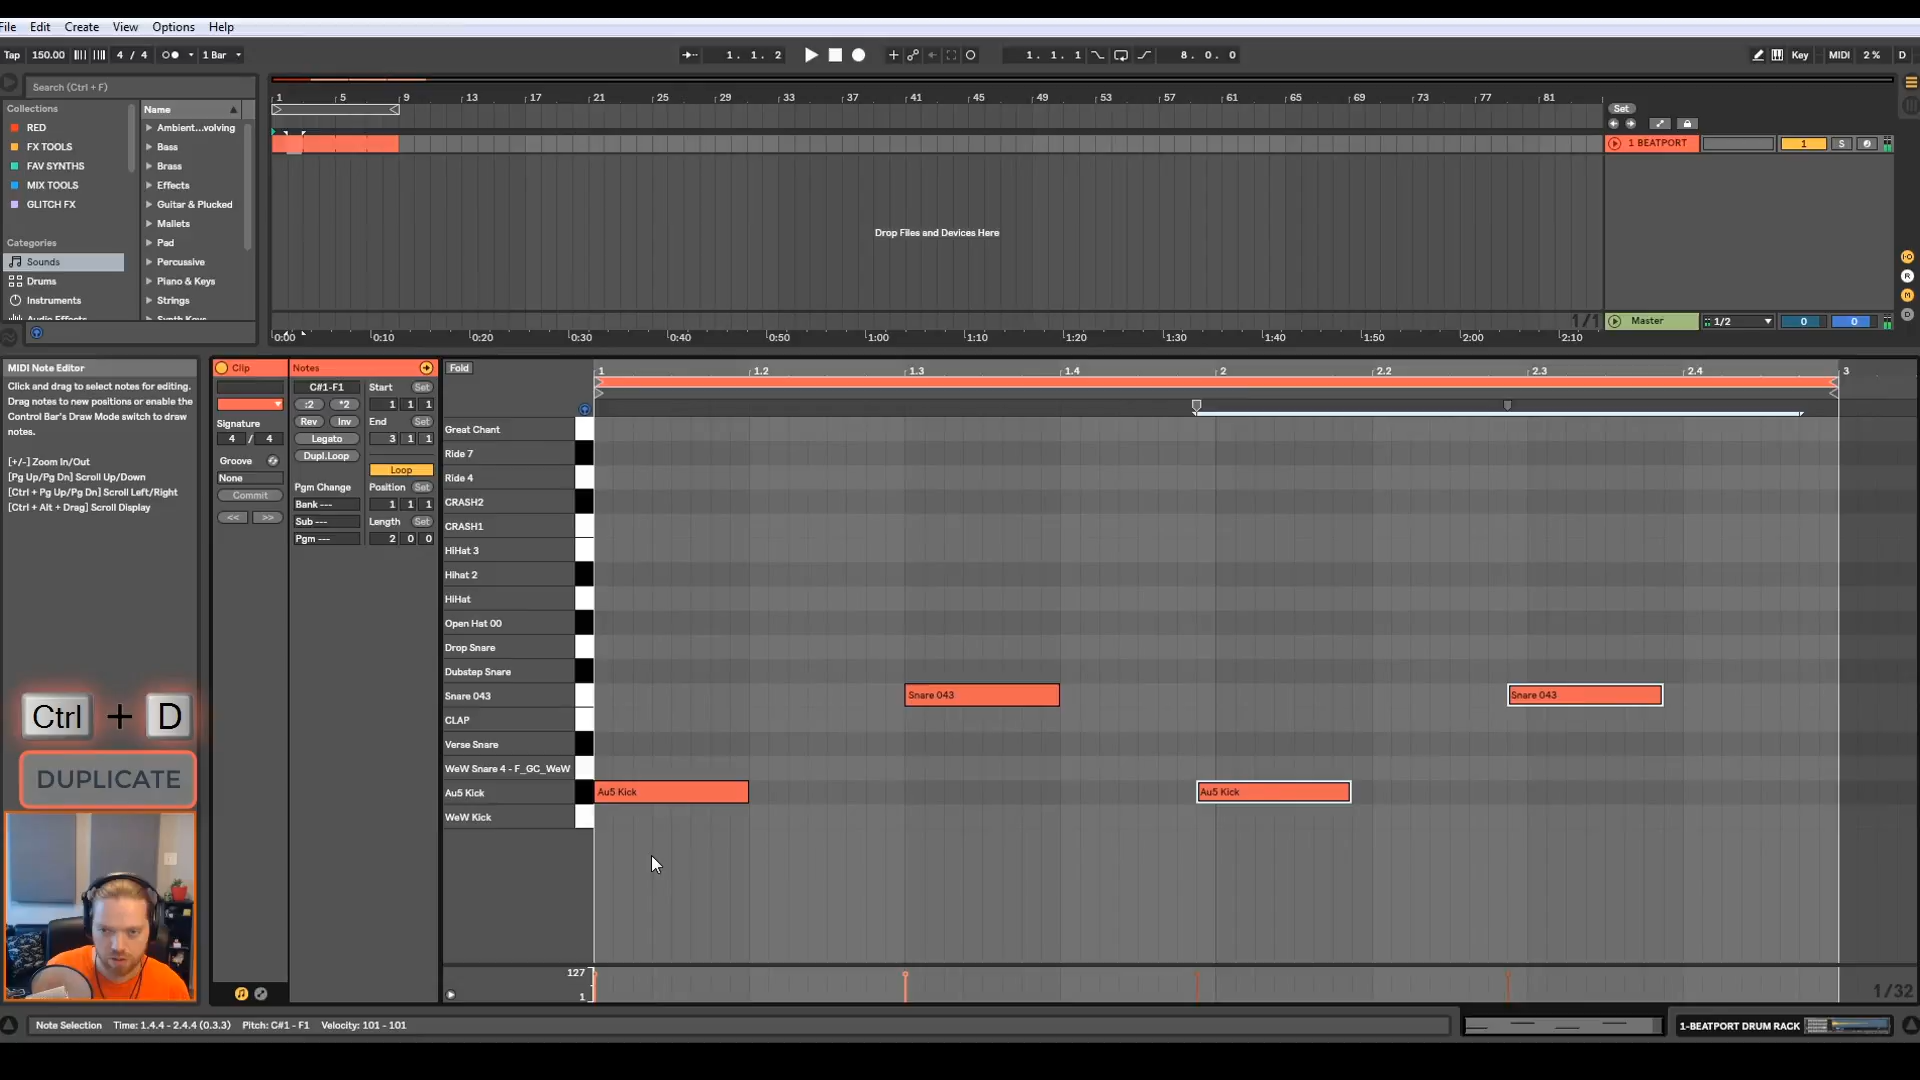 File Edit Create View Options Help
Tap 150.00 4 / 4 1 Bar 1. 1. 2 1. 1. 1 8. 0. 0 Key MIDI 2 % D
Search (Ctrl + F)
Collections
RED
FX TOOLS
FAV SYNTHS
MIX TOOLS
GLITCH FX
Categories
Sounds
Drums
Instruments
Audio Effects
Name
Ambient...volving
Bass
Brass
Effects
Guitar & Plucked
Mallets
Pad
Percussive
Piano & Keys
Strings
Synth Keys
1 5 9 13 17 21 25 29 33 37 41 45 49 53 57 61 65 69 73 77 81
Set
1 BEATPORT 1 S
Drop Files and Devices Here
1/1
Master 1/2 0 0
0:00 0:10 0:20 0:30 0:40 0:50 1:00 1:10 1:20 1:30 1:40 1:50 2:00 2:10
MIDI Note Editor
Click and drag to select notes for editing.
Drag notes to new positions or enable the
Control Bar's Draw Mode switch to draw
notes.
[+/-] Zoom In/Out
[Pg Up/Pg Dn] Scroll Up/Down
[Ctrl + Pg Up/Pg Dn] Scroll Left/Right
[Ctrl + Alt + Drag] Scroll Display
Ctrl + D
DUPLICATE
Clip
Signature
4 / 4
Groove
None
Commit
<< >>
Notes
C#1-F1
:2 *2
Rev Inv
Legato
Dupl.Loop
Pgm Change
Bank ---
Sub ---
Pgm ---
Start Set
1 1 1
End Set
3 1 1
Loop
Position Set
1 1 1
Length Set
2 0 0
Fold
1 1.2 1.3 1.4 2 2.2 2.3 2.4 3
Great Chant
Ride 7
Ride 4
CRASH2
CRASH1
HiHat 3
Hihat 2
HiHat
Open Hat 00
Drop Snare
Dubstep Snare
Snare 043 Snare 043 Snare 043
CLAP
Verse Snare
WeW Snare 4 - F_GC_WeW
Au5 Kick Au5 Kick Au5 Kick
WeW Kick
127
1
1/32
Note Selection Time: 1.4.4 - 2.4.4 (0.3.3) Pitch: C#1 - F1 Velocity: 101 - 101
1-BEATPORT DRUM RACK